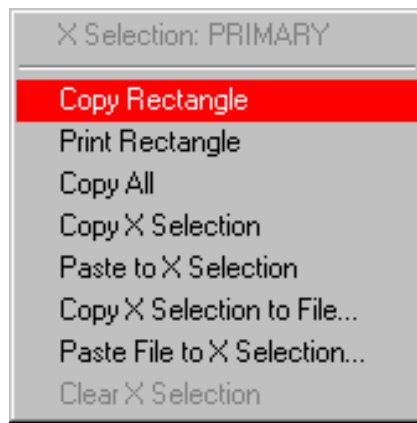 X Selection: PRIMARY
Copy Rectangle
Print Rectangle
Copy All
Copy X Selection
Paste to X Selection
Copy X Selection to File...
Paste File to X Selection...
Clear X Selection